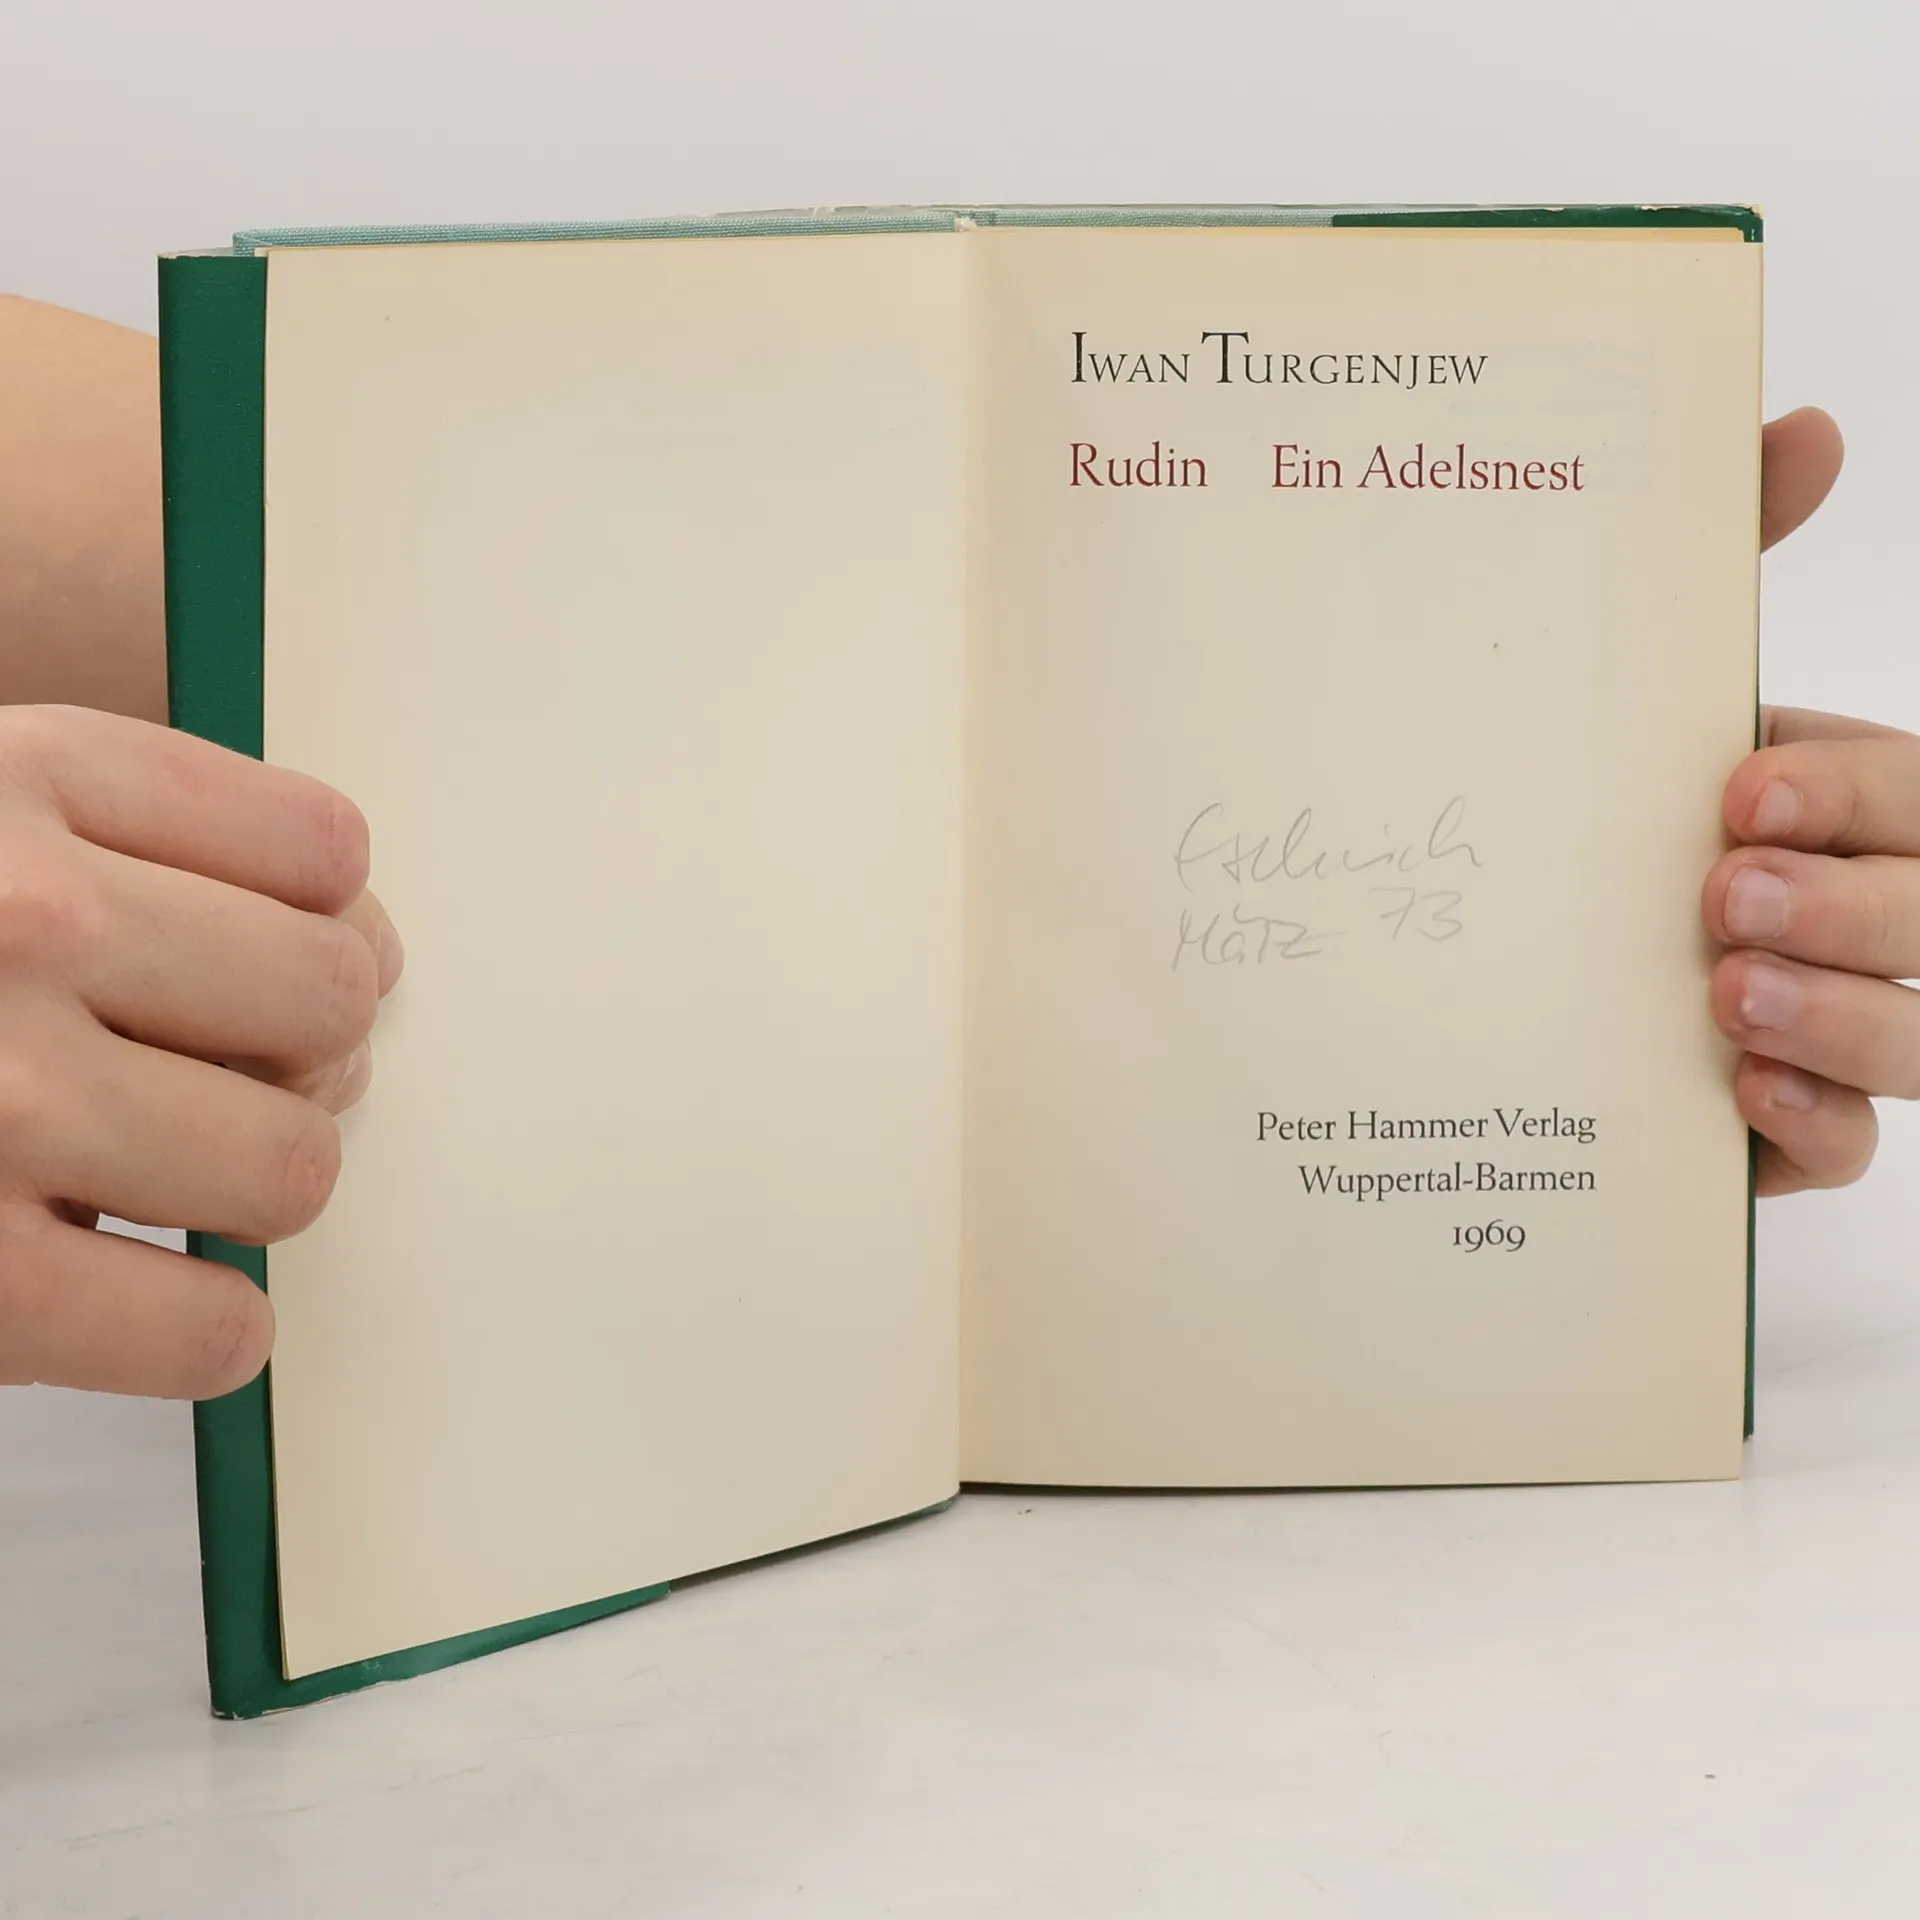 Iwan Turgenjew
Rudin Ein Adelsnest
März 73
Peter Hammer Verlag
Wuppertal-Barmen
1969